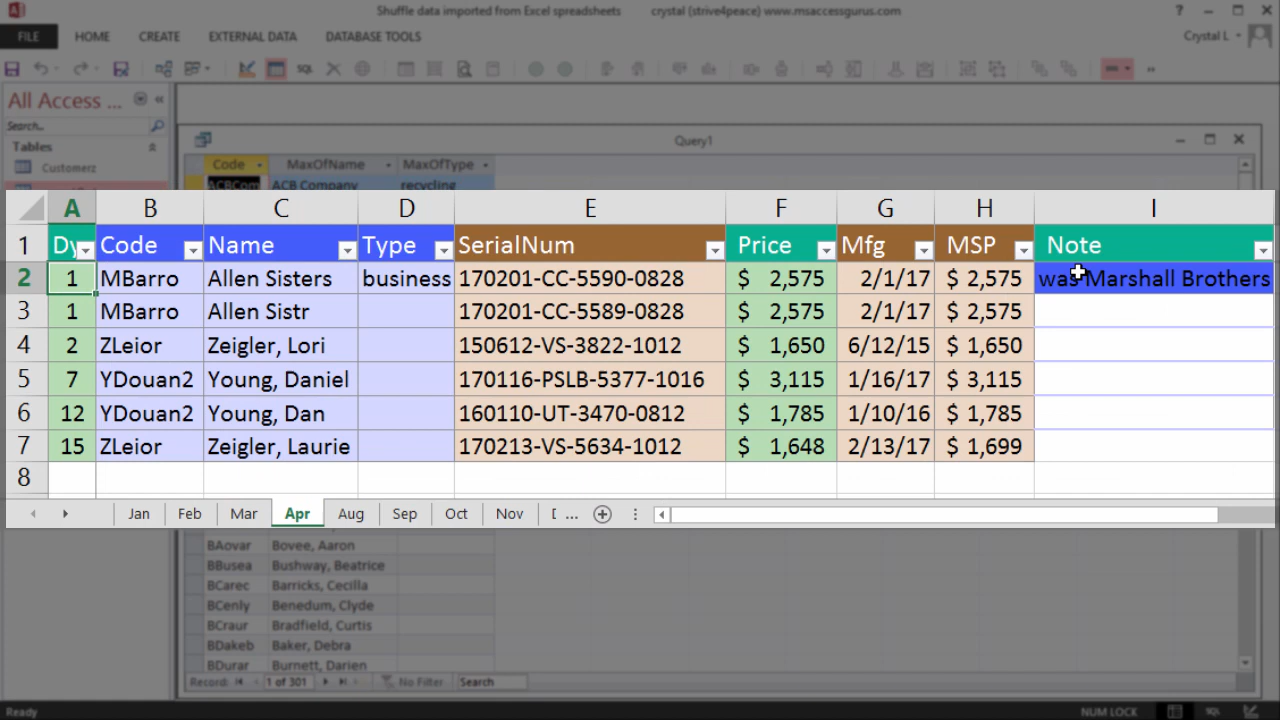 Shuffle data imported from Excel spreadsheets crystal (strive4peace) www.msaccessgurus.com
FILE HOME CREATE EXTERNAL DATA DATABASE TOOLS Crystal L
SQL
All Access ...
Search..
Tables
Customerz
Query1
Code MaxOfName MaxOfType
ACBCom ACB Company recycling
A B C D E F G H I
1 Dy Code Name Type SerialNum Price Mfg MSP Note
2 1 MBarro Allen Sisters business 170201-CC-5590-0828 $ 2,575 2/1/17 $ 2,575 was Marshall Brothers
3 1 MBarro Allen Sistr 170201-CC-5589-0828 $ 2,575 2/1/17 $ 2,575
4 2 ZLeior Zeigler, Lori 150612-VS-3822-1012 $ 1,650 6/12/15 $ 1,650
5 7 YDouan2 Young, Daniel 170116-PSLB-5377-1016 $ 3,115 1/16/17 $ 3,115
6 12 YDouan2 Young, Dan 160110-UT-3470-0812 $ 1,785 1/10/16 $ 1,785
7 15 ZLeior Zeigler, Laurie 170213-VS-5634-1012 $ 1,648 2/13/17 $ 1,699
8
Jan Feb Mar Apr Aug Sep Oct Nov ...
BAovar Bovee, Aaron
BBusea Bushway, Beatrice
BCarec Barricks, Cecilla
BCenly Benedum, Clyde
BCraur Bradfield, Curtis
BDakeb Baker, Debra
BDurar Burnett, Darien
Record: 1 of 301 No Filter Search
Ready NUM LOCK SQL